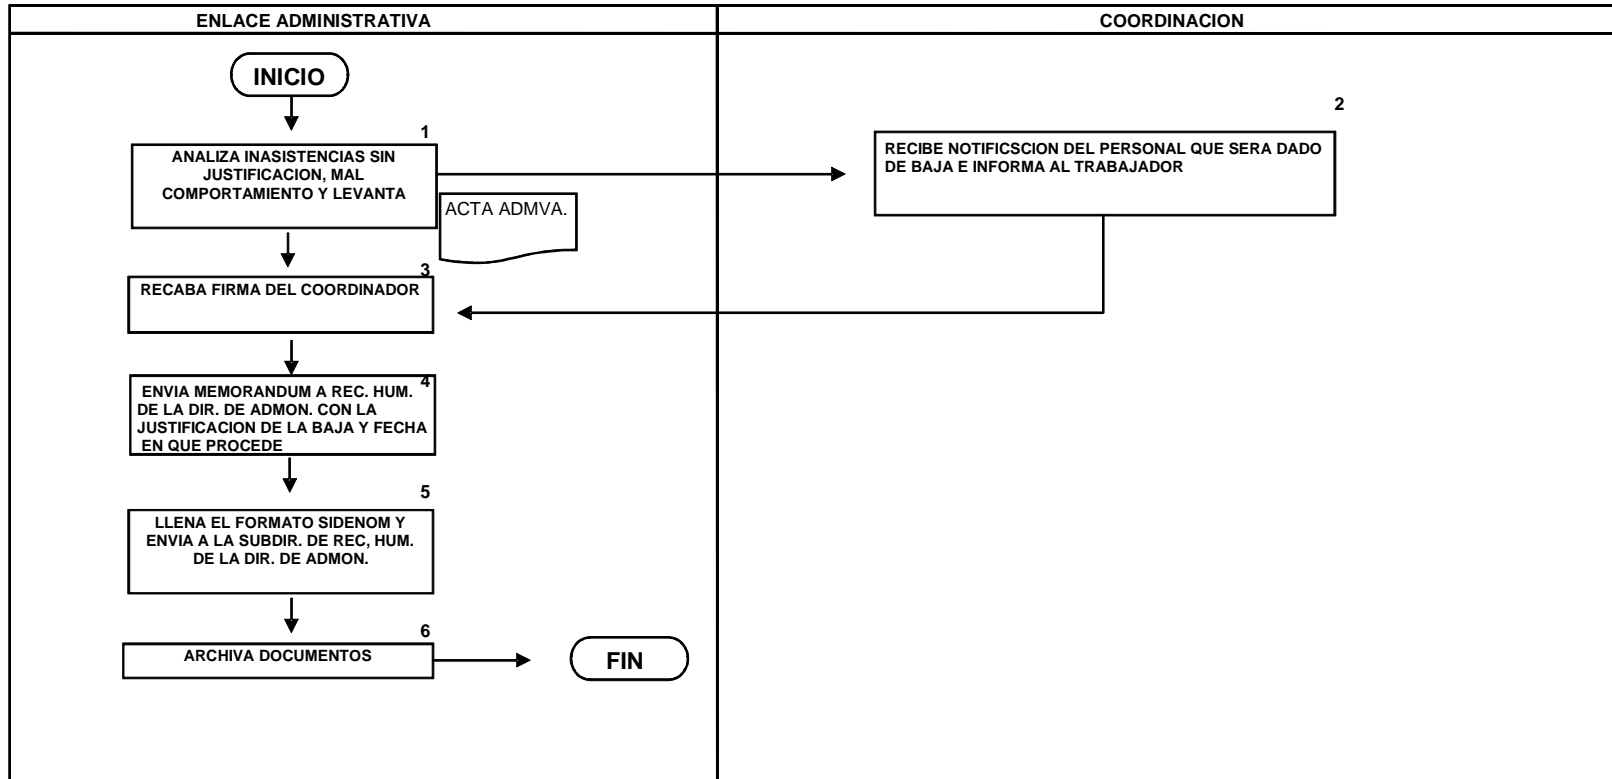 ENLACE ADMINISTRATIVA
COORDINACION
INICIO
1
ANALIZA INASISTENCIAS SIN
JUSTIFICACION, MAL
COMPORTAMIENTO Y LEVANTA
ACTA ADMVA.
2
RECIBE NOTIFICSCION DEL PERSONAL QUE SERA DADO
DE BAJA E INFORMA AL TRABAJADOR
3
RECABA FIRMA DEL COORDINADOR
4
ENVIA MEMORANDUM A REC. HUM.
DE LA DIR. DE ADMON. CON LA
JUSTIFICACION DE LA BAJA Y FECHA
EN QUE PROCEDE
5
LLENA EL FORMATO SIDENOM Y
ENVIA A LA SUBDIR. DE REC, HUM.
DE LA DIR. DE ADMON.
6
ARCHIVA DOCUMENTOS
FIN